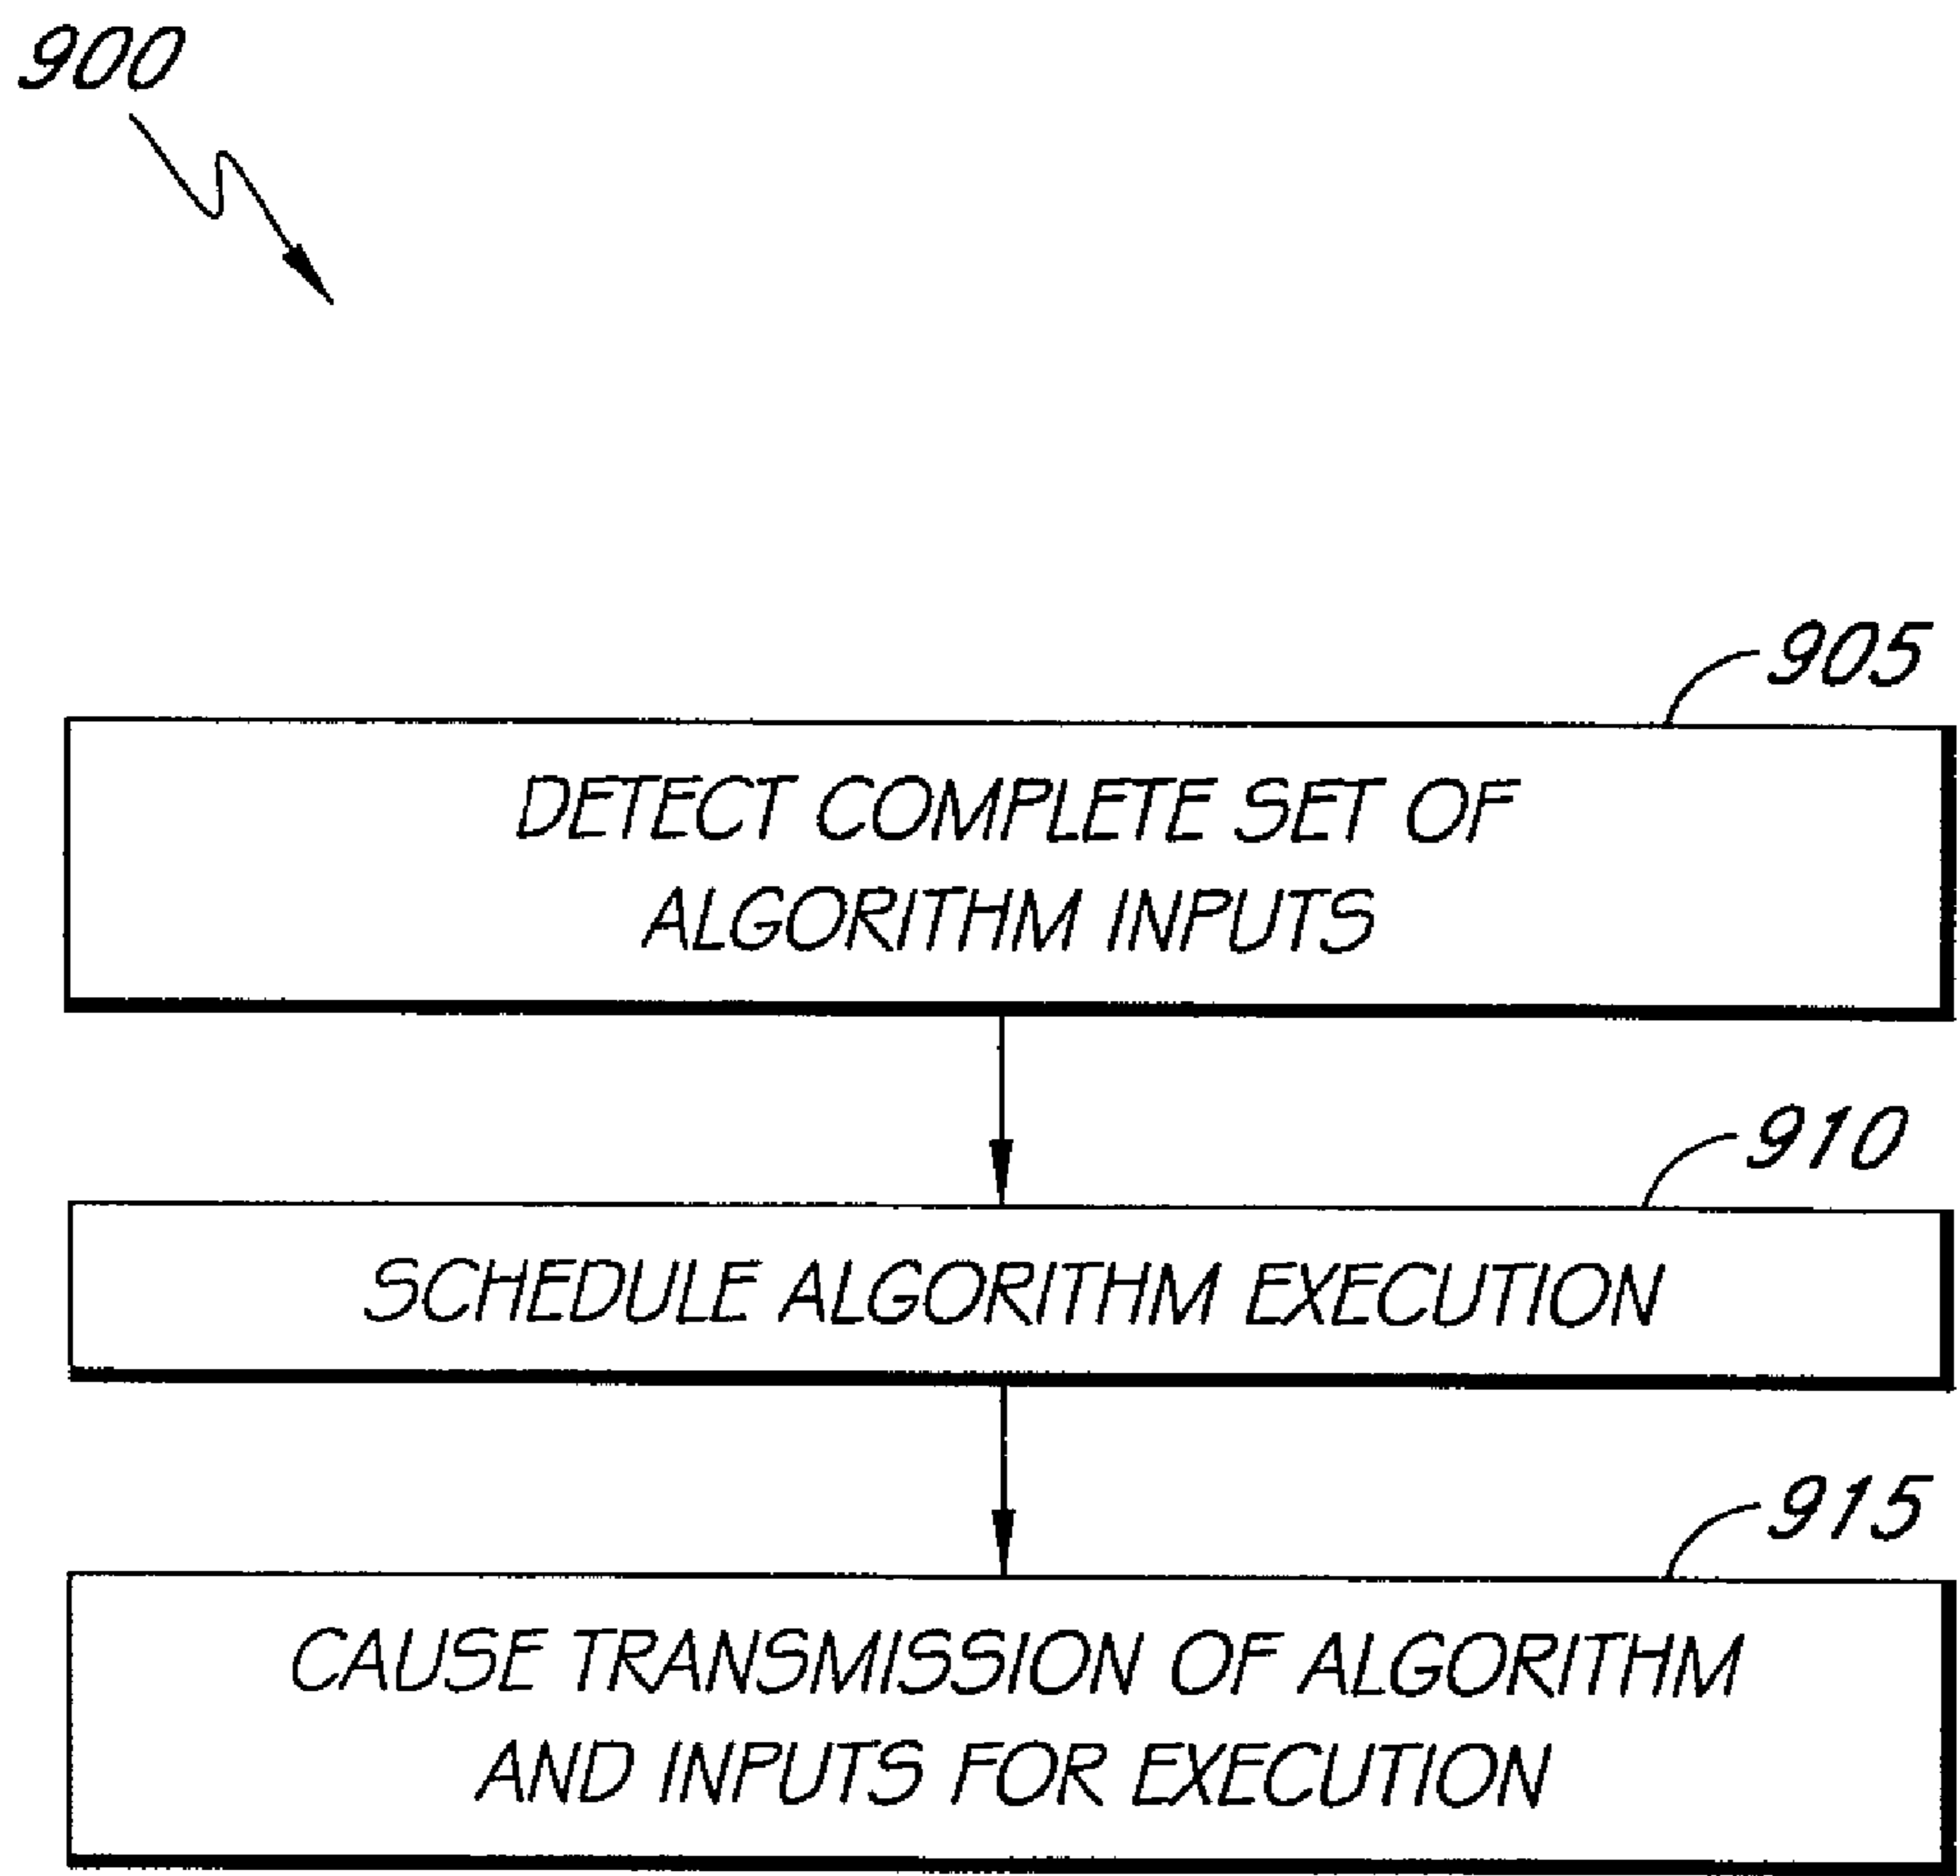 900
905
DETECT COMPLETE SET OF
ALGORITHM INPUTS
910
SCHEDULE ALGORITHM EXECUTION
915
CAUSE TRANSMISSION OF ALGORITHM
AND INPUTS FOR EXECUTION